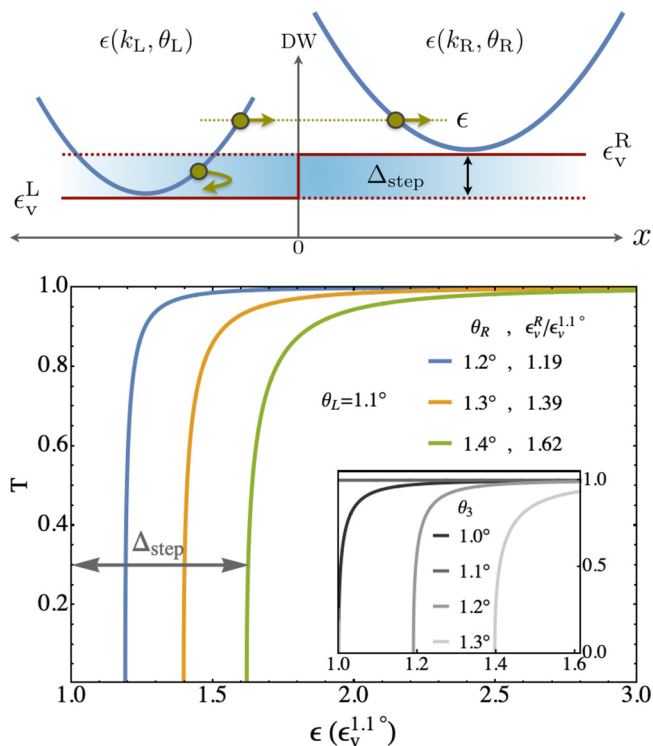 ϵ(k_L, θ_L) DW ϵ(k_R, θ_R)
ϵ
ϵ_v^R
ϵ_v^L
Δ_step
0
x
T
1.0
0.8
0.6
0.4
0.2
θ_R , ϵ_v^R/ϵ_v^1.1°
1.2° , 1.19
θ_L=1.1°
1.3° , 1.39
1.4° , 1.62
Δ_step
θ_3
1.0°
1.1°
1.2°
1.3°
1.0
0.5
0.0
1.0 1.2 1.4 1.6
1.0 1.5 2.0 2.5 3.0
ϵ (ϵ_v^1.1°)